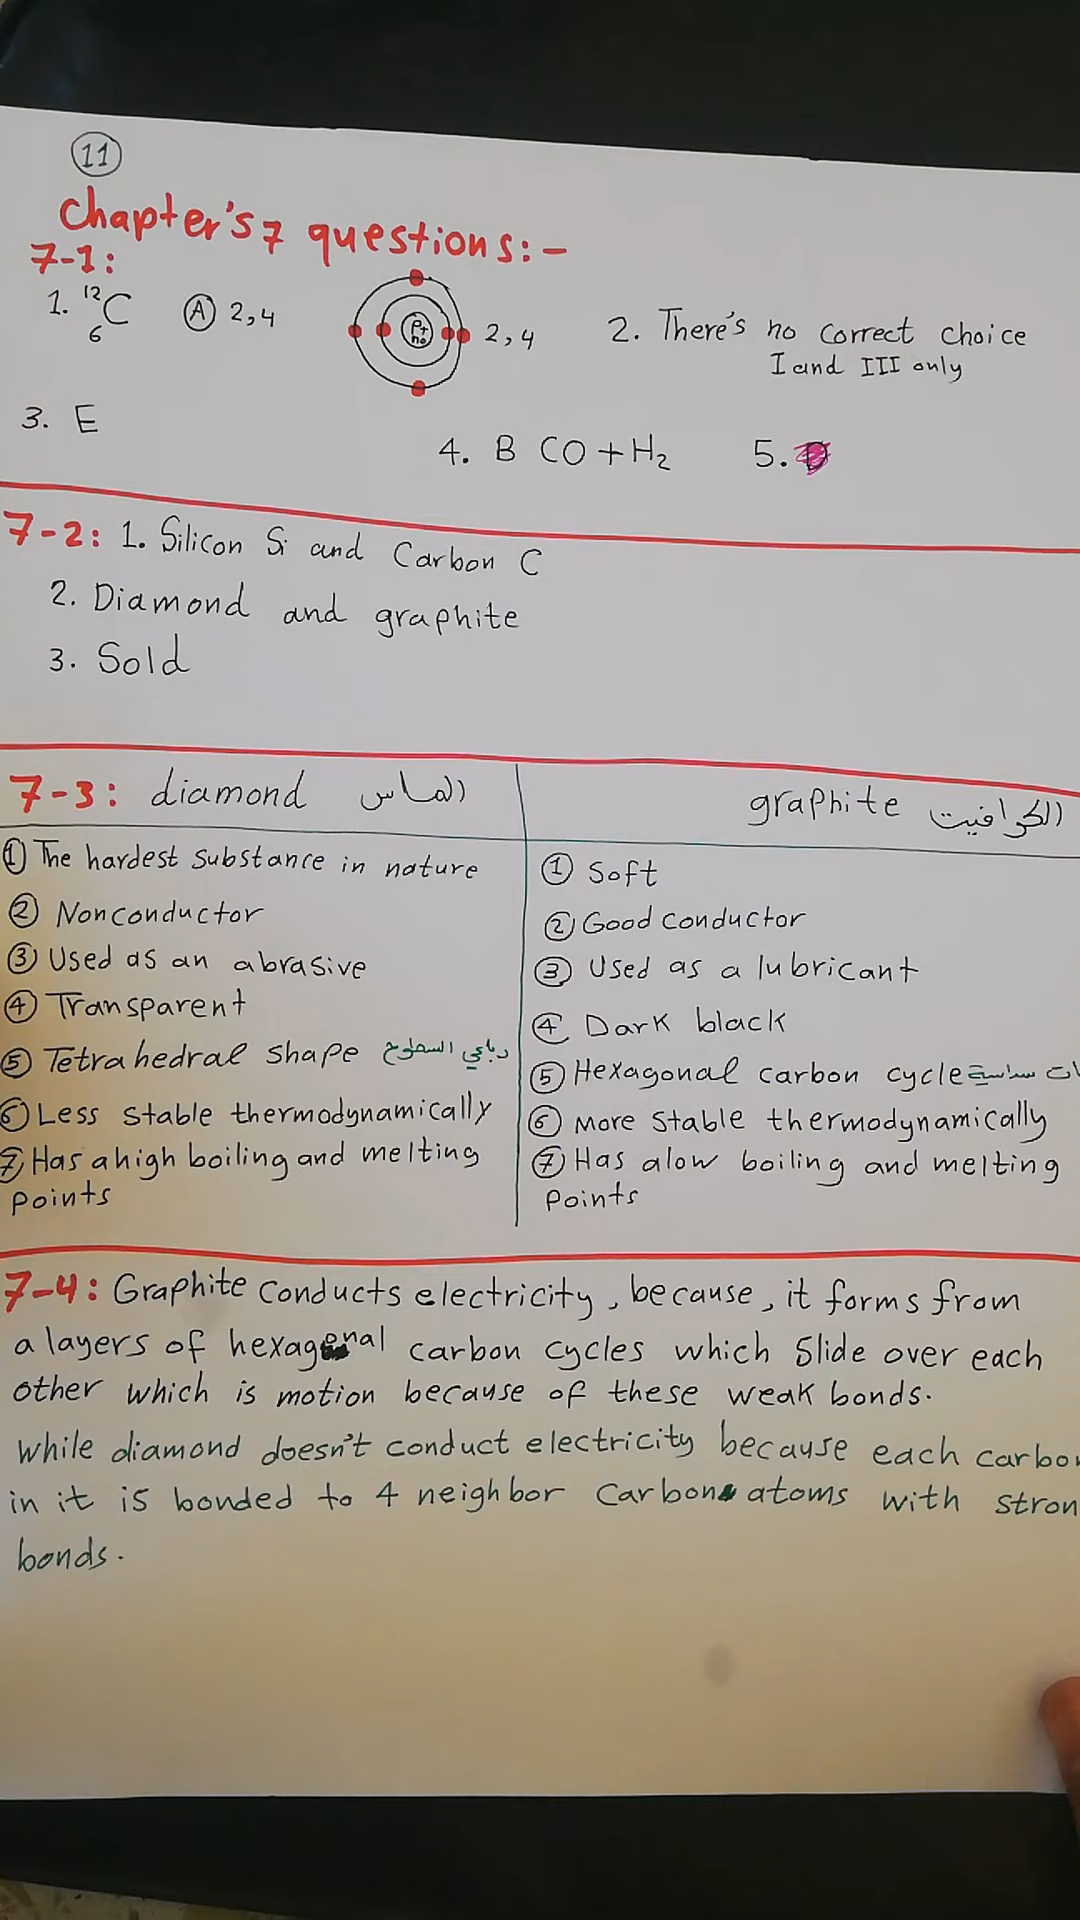 11
Chapter's 7 questions:-
7-1:
1. ¹²₆C Ⓐ 2,4 P+ n0 2,4 2. There's no correct choice
I and III only
3. E
4. B CO + H₂ 5. D
7-2: 1. Silicon Si and Carbon C
2. Diamond and graphite
3. Sold
7-3: diamond الماس
graphite الكرافيت
① The hardest substance in nature
② Nonconductor
③ Used as an abrasive
④ Transparent
⑤ Tetrahedral shape رباعي السطوح
⑥ Less stable thermodynamically
⑦ Has a high boiling and melting
points
① Soft
② Good conductor
③ Used as a lubricant
④ Dark black
⑤ Hexagonal carbon cycle سداسية
⑥ more stable thermodynamically
⑦ Has a low boiling and melting
points
7-4: Graphite conducts electricity, because, it forms from
a layers of hexagonal carbon cycles which slide over each
other which is motion because of these weak bonds.
while diamond doesn't conduct electricity because each carbo
in it is bonded to 4 neighbor carbon atoms with stron
bonds.